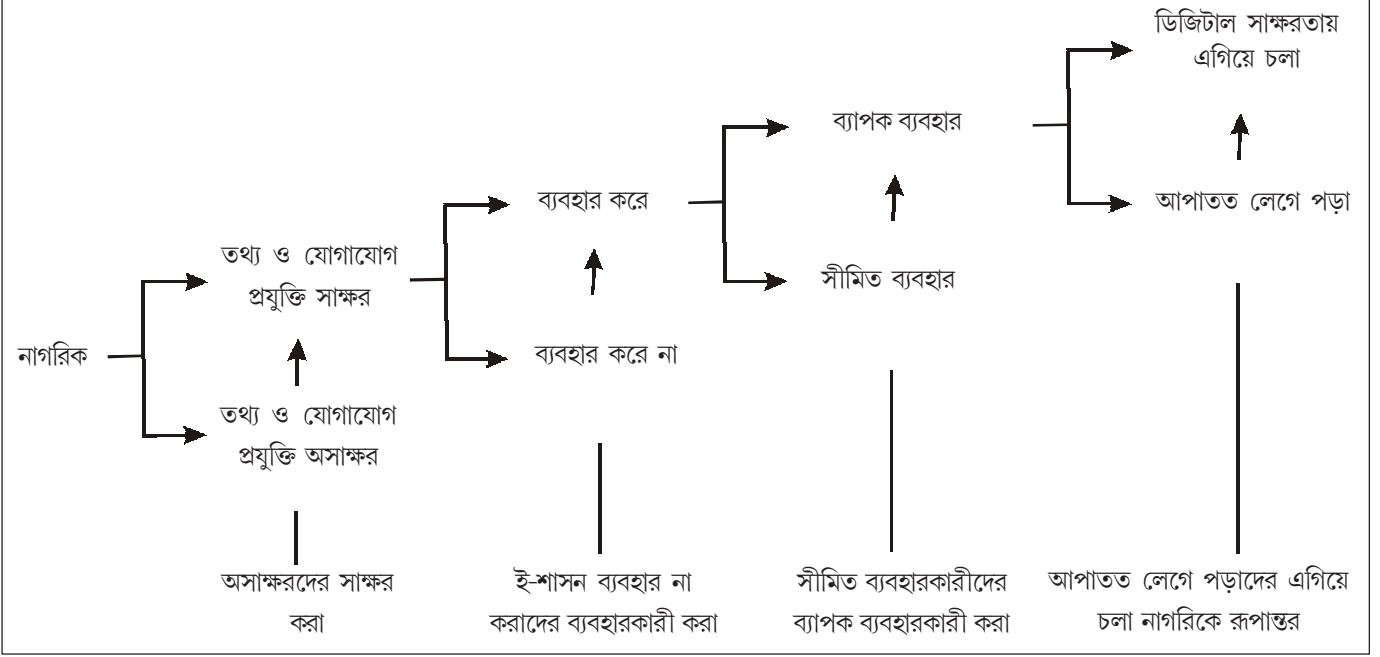 ডিজিটাল সাক্ষরতায়
এগিয়ে চলা
ব্যাপক ব্যবহার
ব্যবহার করে
আপাতত লেগে পড়া
তথ্য ও যোগাযোগ
প্রযুক্তি সাক্ষর
সীমিত ব্যবহার
নাগরিক
ব্যবহার করে না
তথ্য ও যোগাযোগ
প্রযুক্তি অসাক্ষর
অসাক্ষরদের সাক্ষর
করা
ই-শাসন ব্যবহার না
করাদের ব্যবহারকারী করা
সীমিত ব্যবহারকারীদের
ব্যাপক ব্যবহারকারী করা
আপাতত লেগে পড়াদের এগিয়ে
চলা নাগরিকে রূপান্তর